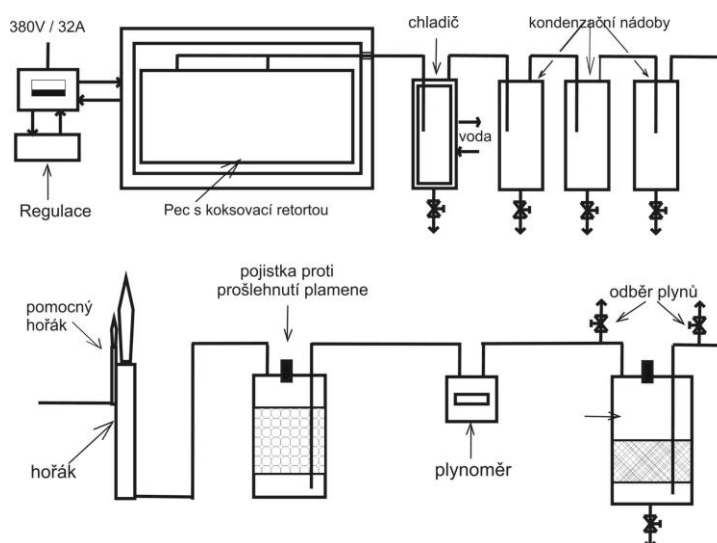 380V / 32A
chladič
kondenzační nádoby
voda
Regulace
Pec s koksovací retortou
pojistka proti
prošlehnutí plamene
odběr plynů
pomocný
hořák
hořák
plynoměr